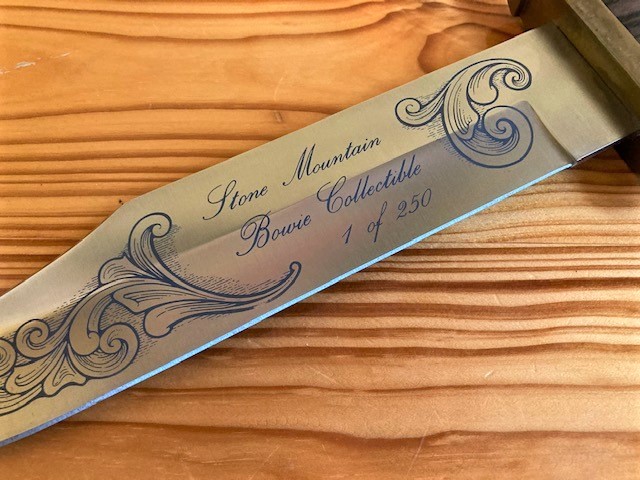 Stone Mountain
Bowie Collectible
1 of 250